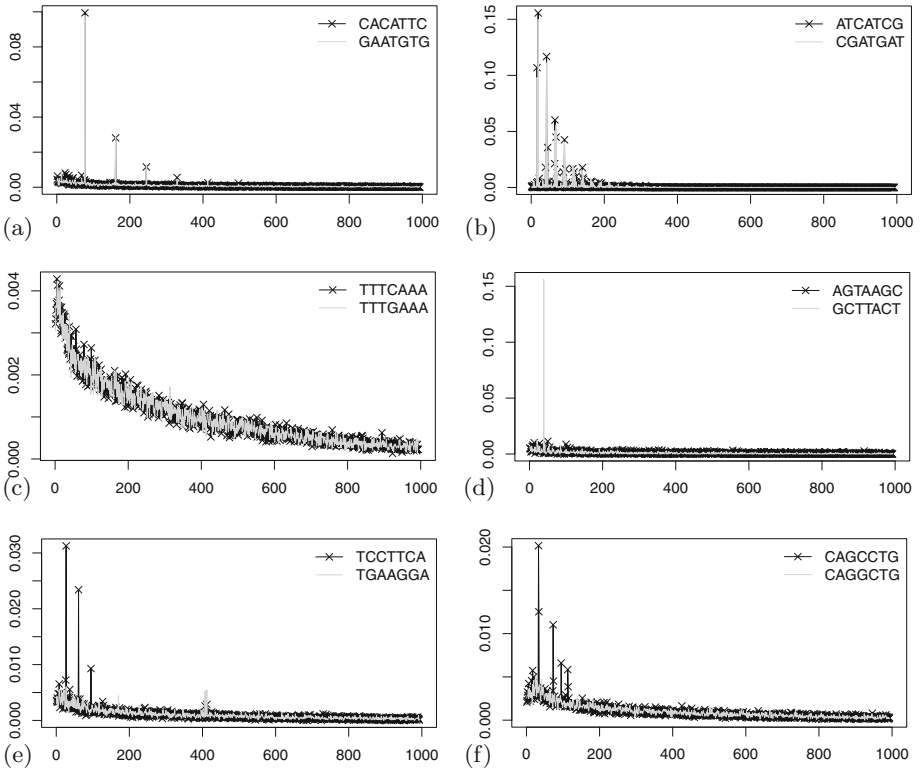 CACATTC
GAATGTG
0.00 0.04 0.08
0 200 400 600 800 1000
(a)
ATCATCG
CGATGAT
0.00 0.05 0.10 0.15
0 200 400 600 800 1000
(b)
TTTCAAA
TTTGAAA
0.000 0.002 0.004
0 200 400 600 800 1000
(c)
AGTAAGC
GCTTACT
0.00 0.05 0.10 0.15
0 200 400 600 800 1000
(d)
TCCTTCA
TGAAGGA
0.000 0.010 0.020 0.030
0 200 400 600 800 1000
(e)
CAGCCTG
CAGGCTG
0.000 0.010 0.020
0 200 400 600 800 1000
(f)